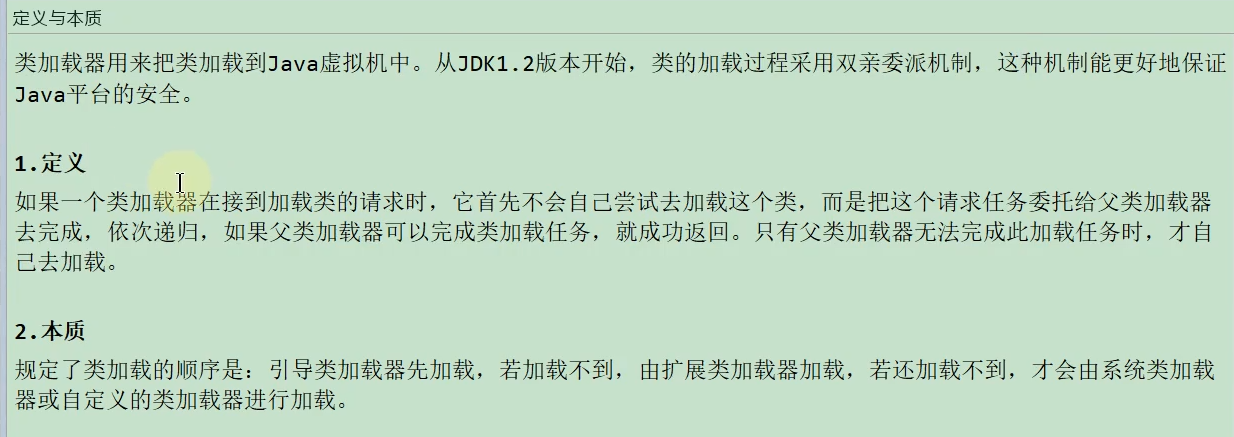 定义与本质
类加载器用来把类加载到Java虚拟机中。从JDK1.2版本开始，类的加载过程采用双亲委派机制，这种机制能更好地保证
Java平台的安全。
1.定义
如果一个类加载器在接到加载类的请求时，它首先不会自己尝试去加载这个类，而是把这个请求任务委托给父类加载器
去完成，依次递归，如果父类加载器可以完成类加载任务，就成功返回。只有父类加载器无法完成此加载任务时，才自
己去加载。
2.本质
规定了类加载的顺序是：引导类加载器先加载，若加载不到，由扩展类加载器加载，若还加载不到，才会由系统类加载
器或自定义的类加载器进行加载。